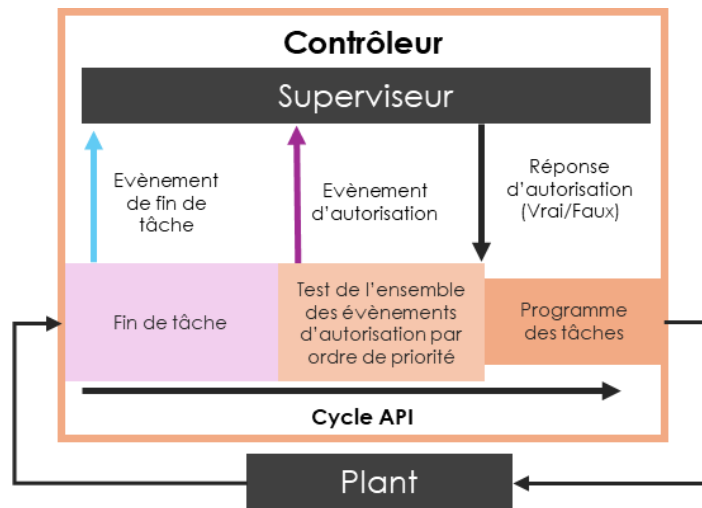 Contrôleur
Superviseur
Evènement
de fin de
tâche
Evènement
d'autorisation
Réponse
d'autorisation
(Vrai/Faux)
Fin de tâche
Test de l'ensemble
des évènements
d'autorisation par
ordre de priorité
Programme
des tâches
Cycle API
Plant